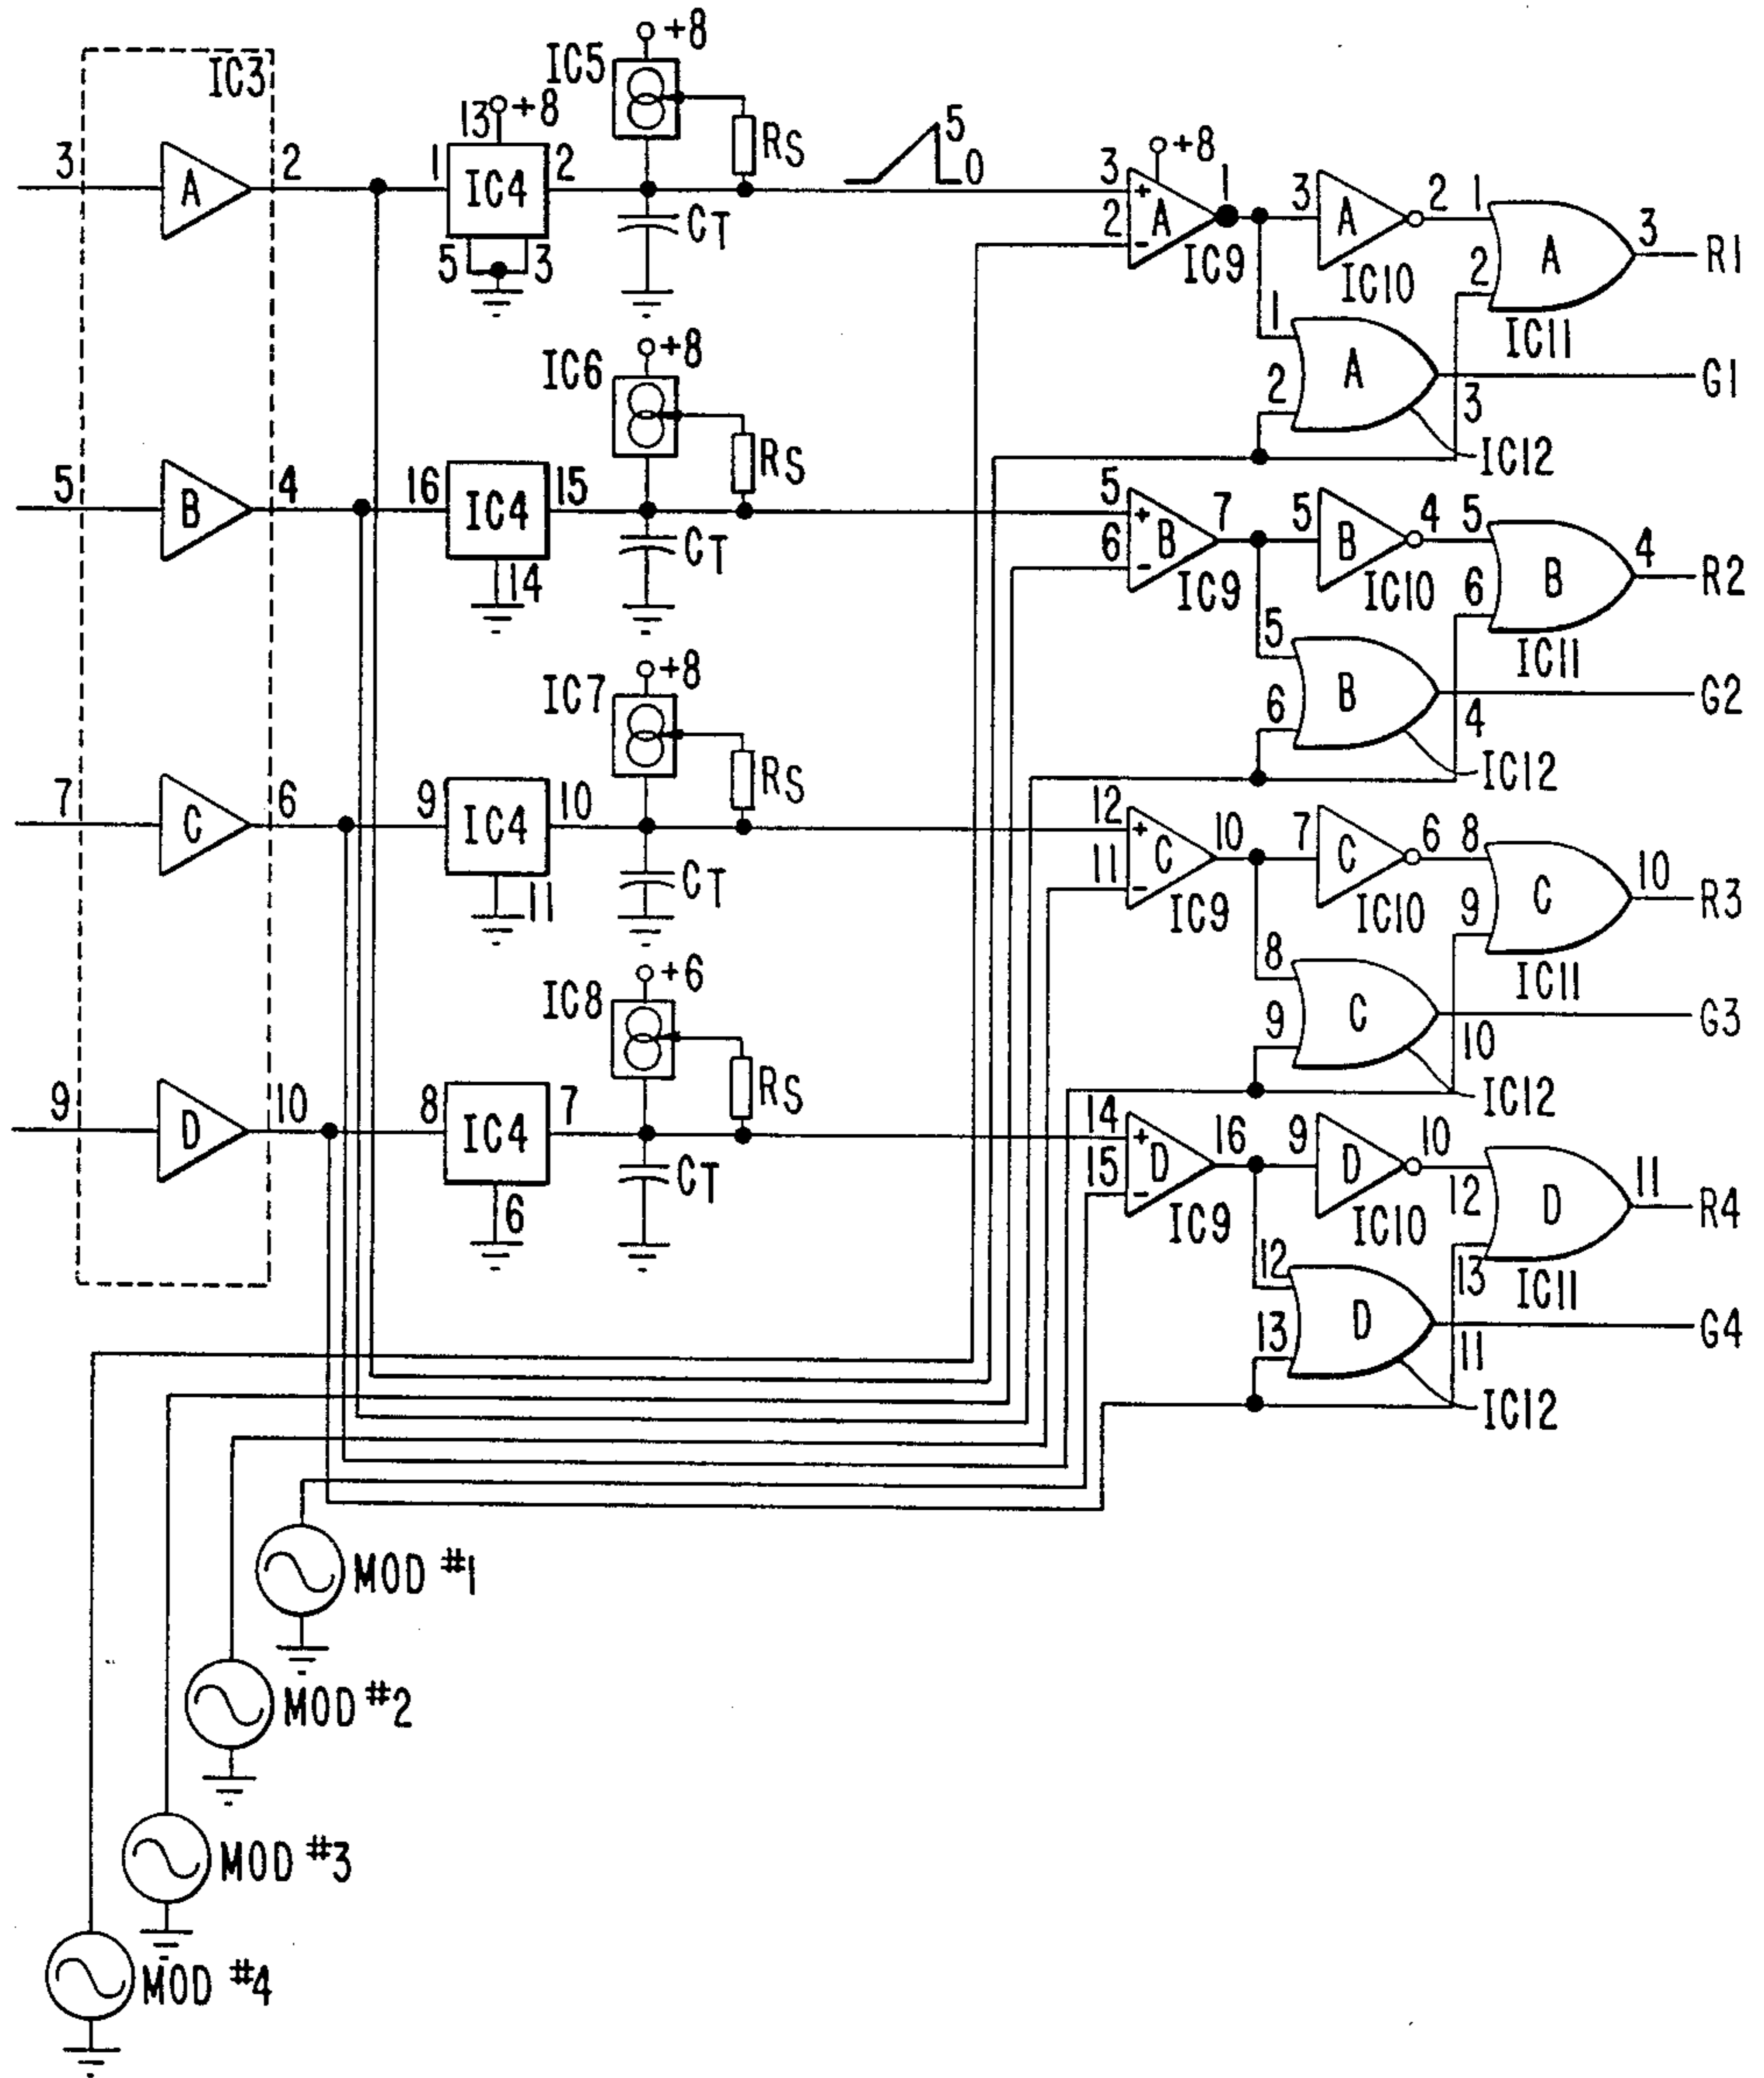 IC3
3 A 2
13 +8
1 IC4 2
5 3
IC5 +8
RS
CT
5
0
3 + +8
2 - A 1
IC9
3 A 2
IC10
1
2 A 3 R1
IC11
1
2 A 3 G1
IC12
5 B 4
16 IC4 15
14
IC6 +8
RS
CT
5 +
6 - B 7
IC9
5 B 4
IC10
5
6 B 4 R2
IC11
5
6 B 4 G2
IC12
7 C 6
9 IC4 10
11
IC7 +8
RS
CT
12 +
11 - C 10
IC9
7 C 6
IC10
8
9 C 10 R3
IC11
8
9 C 10 G3
IC12
9 D 10
8 IC4 7
6
IC8 +6
RS
CT
14 +
15 - D 16
IC9
9 D 10
IC10
12
13 D 11 R4
IC11
12
13 D 11 G4
IC12
MOD #1
MOD #2
MOD #3
MOD #4